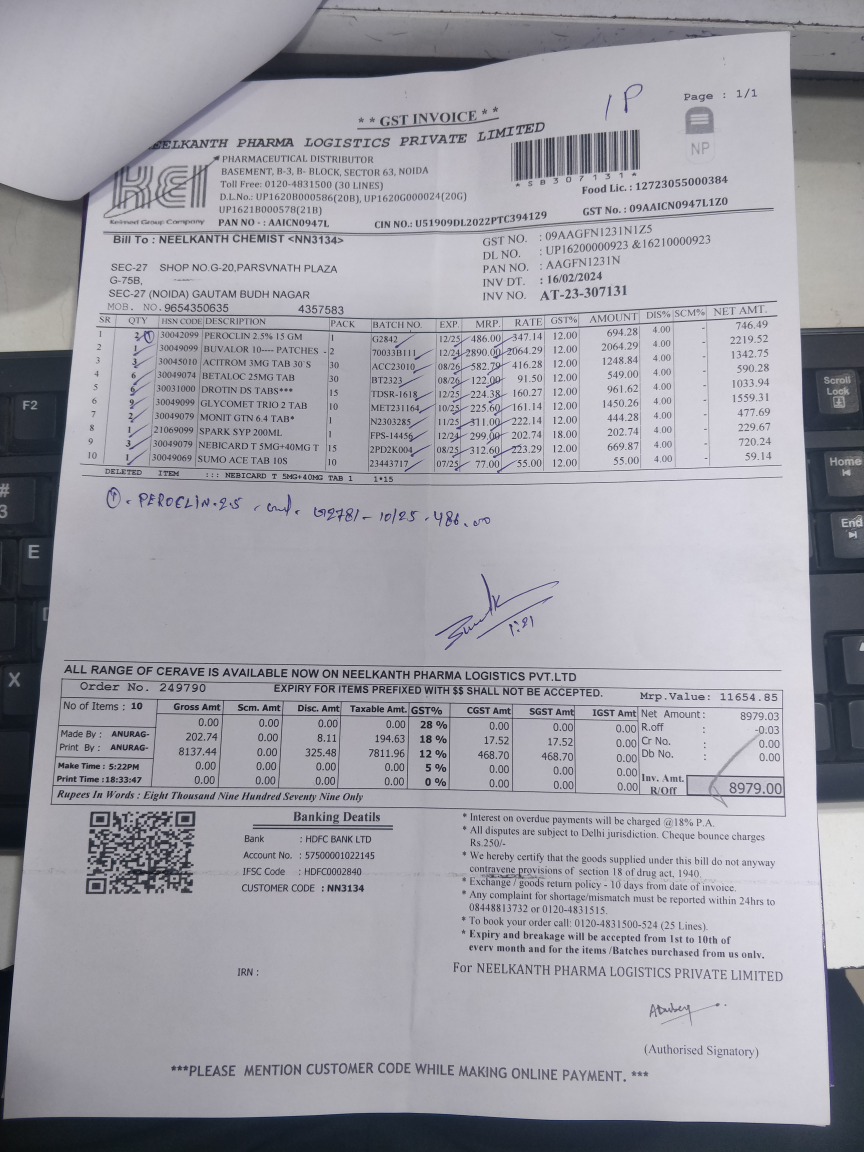 1P
Page : 1/1
** GST INVOICE **
EELKANTH PHARMA LOGISTICS PRIVATE LIMITED
NP
PHARMACEUTICAL DISTRIBUTOR
BASEMENT, B-3, B- BLOCK, SECTOR 63, NOIDA
Toll Free: 0120-4831500 (30 LINES)
D.L.No.: UP1620B000586(20B), UP1620G000024(20G)
UP1621B000578(21B)
*SB307131*
Food Lic. : 12723055000384
KEI
Keimed Group Company
PAN NO - : AAICN0947L
CIN NO.: U51909DL2022PTC394129
GST No. : 09AAICN0947L1Z0
Bill To : NEELKANTH CHEMIST <NN3134>
SEC-27 SHOP NO.G-20,PARSVNATH PLAZA
G-75B,
SEC-27 (NOIDA) GAUTAM BUDH NAGAR
MOB. NO.9654350635 4357583
GST NO. : 09AAGFN1231N1Z5
DL NO. : UP16200000923 &16210000923
PAN NO. : AAGFN1231N
INV DT. : 16/02/2024
INV NO. AT-23-307131
SR QTY HSN CODE DESCRIPTION PACK BATCH NO. EXP. MRP. RATE GST% AMOUNT DIS% SCM% NET AMT.
1 2 1 30042099 PEROCLIN 2.5% 15 GM 1 G2842 12/25 486.00 347.14 12.00 694.28 4.00 - 746.49
2 1 30049099 BUVALOR 10---- PATCHES - 2 70033B111 12/24 2890.00 2064.29 12.00 2064.29 4.00 - 2219.52
3 3 30045010 ACITROM 3MG TAB 30`S 30 ACC23010 08/26 582.79 416.28 12.00 1248.84 4.00 - 1342.75
4 6 30049074 BETALOC 25MG TAB 30 BT2323 08/26 122.00 91.50 12.00 549.00 4.00 - 590.28
5 6 30031000 DROTIN DS TABS*** 15 TDSR-1618 12/25 224.38 160.27 12.00 961.62 4.00 - 1033.94
6 9 30049099 GLYCOMET TRIO 2 TAB 10 MET231164 10/25 225.60 161.14 12.00 1450.26 4.00 - 1559.31
7 2 30049079 MONIT GTN 6.4 TAB* 1 N2303285 11/25 311.00 222.14 12.00 444.28 4.00 - 477.69
8 1 21069099 SPARK SYP 200ML 1 FPS-14456 12/24 299.00 202.74 18.00 202.74 4.00 - 229.67
9 3 30049079 NEBICARD T 5MG+40MG T 15 2PD2K004 08/25 312.60 223.29 12.00 669.87 4.00 - 720.24
10 1 30049069 SUMO ACE TAB 10S 10 23443717 07/25 77.00 55.00 12.00 55.00 4.00 - 59.14
DELETED ITEM ::: NEBICARD T 5MG+40MG TAB 1 1*15
1 . PEROCLIN.2.5 . G2781 - 10/25 . 486.00
ALL RANGE OF CERAVE IS AVAILABLE NOW ON NEELKANTH PHARMA LOGISTICS PVT.LTD
Order No. 249790 EXPIRY FOR ITEMS PREFIXED WITH $$ SHALL NOT BE ACCEPTED. Mrp.Value: 11654.85
No of Items : 10
Made By : ANURAG-
Print By : ANURAG-
Make Time : 5:22PM
Print Time :18:33:47
Gross Amt Scm. Amt Disc. Amt Taxable Amt. GST% CGST Amt SGST Amt IGST Amt
0.00 0.00 0.00 0.00 28 % 0.00 0.00 0.00
202.74 0.00 8.11 194.63 18 % 17.52 17.52 0.00
8137.44 0.00 325.48 7811.96 12 % 468.70 468.70 0.00
0.00 0.00 0.00 0.00 5 % 0.00 0.00 0.00
0.00 0.00 0.00 0.00 0 % 0.00 0.00 0.00
Net Amount : 8979.03
R.off : -0.03
Cr No. : 0.00
Db No. : 0.00
Inv. Amt. R/Off 8979.00
Rupees In Words : Eight Thousand Nine Hundred Seventy Nine Only
Banking Deatils
Bank : HDFC BANK LTD
Account No. : 57500001022145
IFSC Code : HDFC0002840
CUSTOMER CODE : NN3134
* Interest on overdue payments will be charged @18% P.A.
* All disputes are subject to Delhi jurisdiction. Cheque bounce charges
Rs.250/-
* We hereby certify that the goods supplied under this bill do not anyway
contravene provisions of section 18 of drug act, 1940.
* Exchange / goods return policy - 10 days from date of invoice.
* Any complaint for shortage/mismatch must be reported within 24hrs to
08448813732 or 0120-4831515.
* To book your order call: 0120-4831500-524 (25 Lines).
* Expiry and breakage will be accepted from 1st to 10th of
every month and for the items /Batches purchased from us only.
IRN :
For NEELKANTH PHARMA LOGISTICS PRIVATE LIMITED
(Authorised Signatory)
***PLEASE MENTION CUSTOMER CODE WHILE MAKING ONLINE PAYMENT. ***
F2
#
3
E
X
Scroll
Lock
Home
End